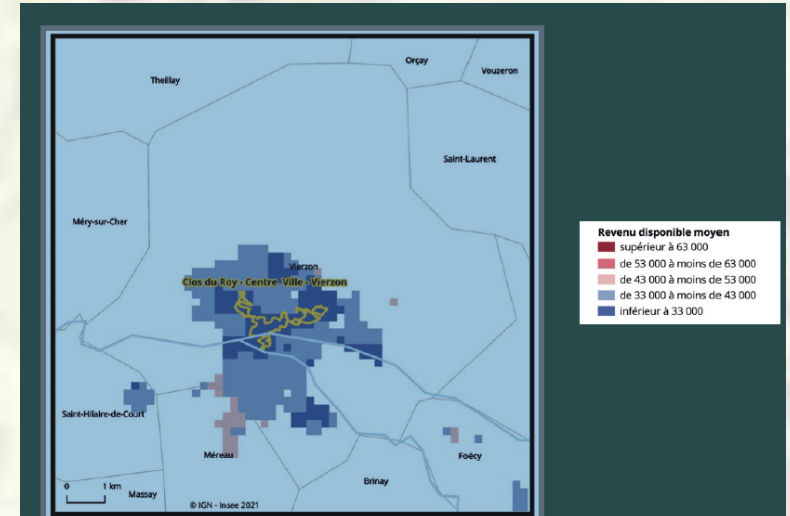 Orçay
Theillay
Vouzeron
Saint-Laurent
Méry-sur-Cher
Vierzon
Clos du Roy - Centre Ville - Vierzon
Saint-Hilaire-de-Court
Méreau
Foëcy
Brinay
0 1 km
Massay
© IGN - Insee 2021
Revenu disponible moyen
supérieur à 63 000
de 53 000 à moins de 63 000
de 43 000 à moins de 53 000
de 33 000 à moins de 43 000
inférieur à 33 000